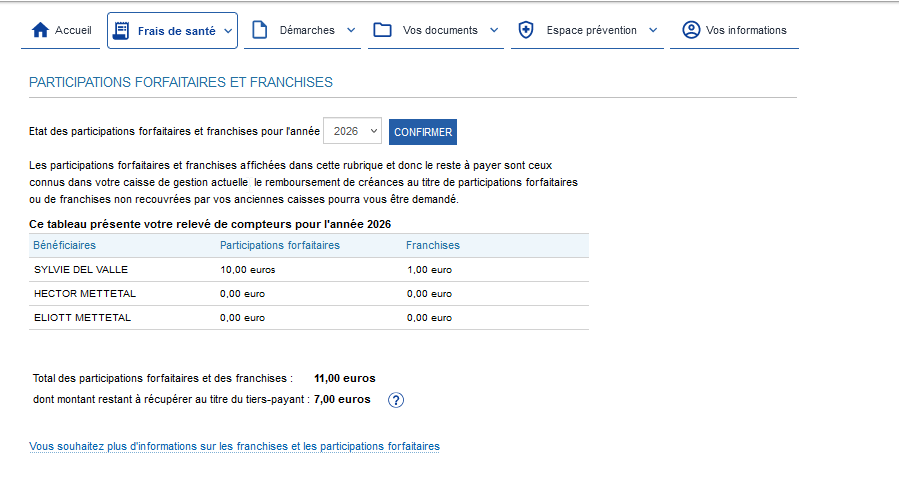 Accueil Frais de santé Démarches Vos documents Espace prévention Vos informations
PARTICIPATIONS FORFAITAIRES ET FRANCHISES
Etat des participations forfaitaires et franchises pour l'année 2026 CONFIRMER
Les participations forfaitaires et franchises affichées dans cette rubrique et donc le reste à payer sont ceux
connus dans votre caisse de gestion actuelle le remboursement de créances au titre de participations forfaitaires
ou de franchises non recouvrées par vos anciennes caisses pourra vous être demandé.
Ce tableau présente votre relevé de compteurs pour l'année 2026
Bénéficiaires Participations forfaitaires Franchises
SYLVIE DEL VALLE 10,00 euros 1,00 euro
HECTOR METTETAL 0,00 euro 0,00 euro
ELIOTT METTETAL 0,00 euro 0,00 euro
Total des participations forfaitaires et des franchises : 11,00 euros
dont montant restant à récupérer au titre du tiers-payant : 7,00 euros ?
Vous souhaitez plus d'informations sur les franchises et les participations forfaitaires